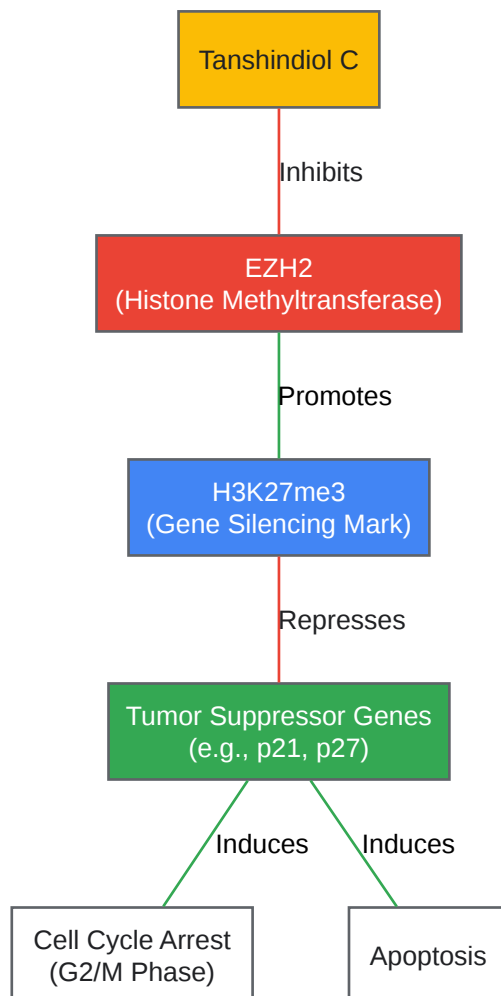 Tanshindiol C
Inhibits
EZH2
(Histone Methyltransferase)
Promotes
H3K27me3
(Gene Silencing Mark)
Represses
Tumor Suppressor Genes
(e.g., p21, p27)
Induces
Induces
Cell Cycle Arrest
(G2/M Phase)
Apoptosis